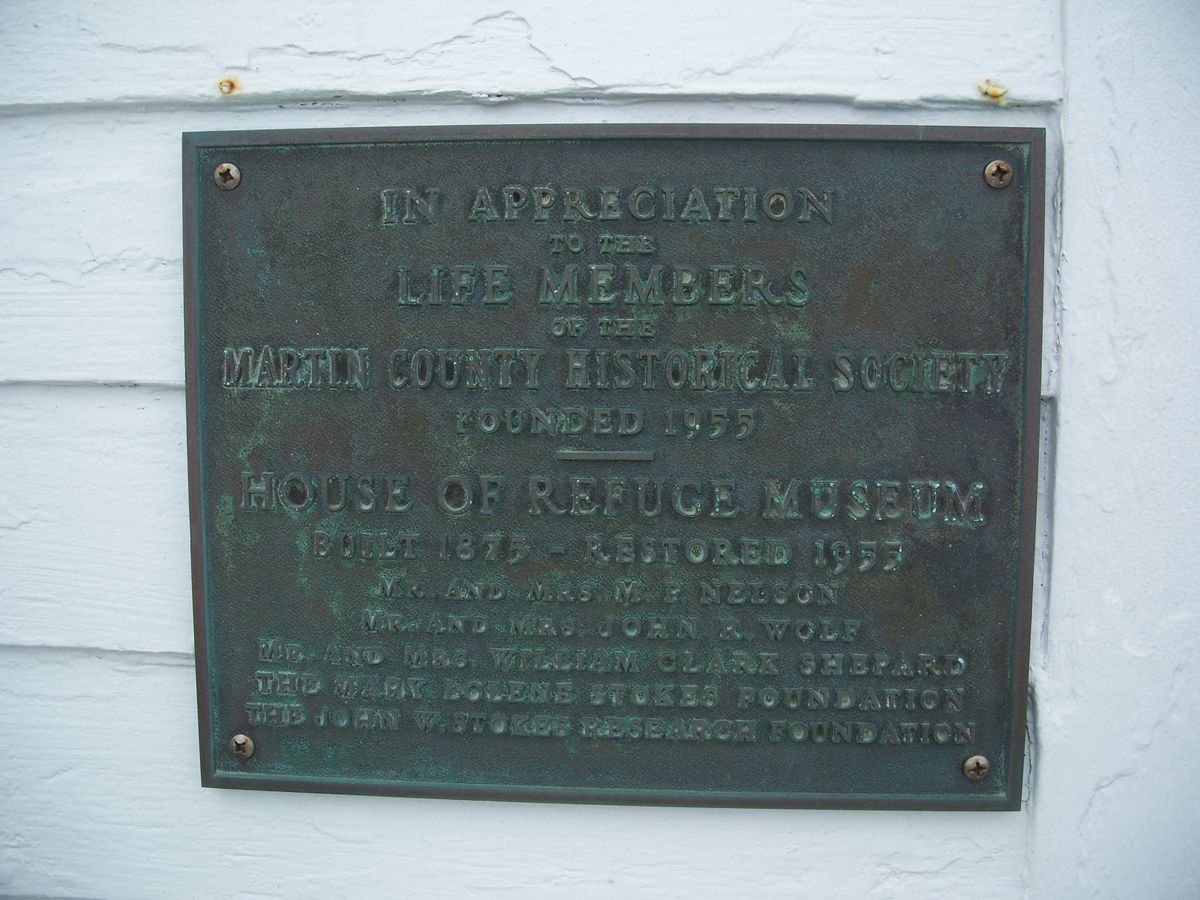 IN APPRECIATION
TO THE
LIFE MEMBERS
OF THE
MARTIN COUNTY HISTORICAL SOCIETY
FOUNDED 1955
HOUSE OF REFUGE MUSEUM
BUILT 1875 - RESTORED 1955
MR. AND MRS. M. F. NELSON
MR. AND MRS. JOHN R. WOLF
MR. AND MRS. WILLIAM CLARK SHEPARD
THE MARY STOKES FOUNDATION
THE JOHN W. STOKES RESEARCH FOUNDATION